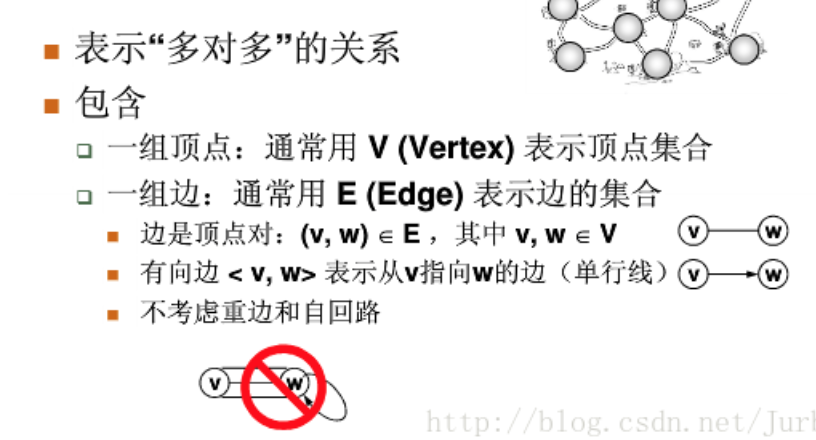 表示“多对多”的关系
包含
一组顶点：通常用 V (Vertex) 表示顶点集合
一组边：通常用 E (Edge) 表示边的集合
边是顶点对：(v, w) ∈ E ，其中 v, w ∈ V
v w
有向边 < v, w> 表示从v指向w的边（单行线）
v w
不考虑重边和自回路
v w
http://blog.csdn.net/Jurb